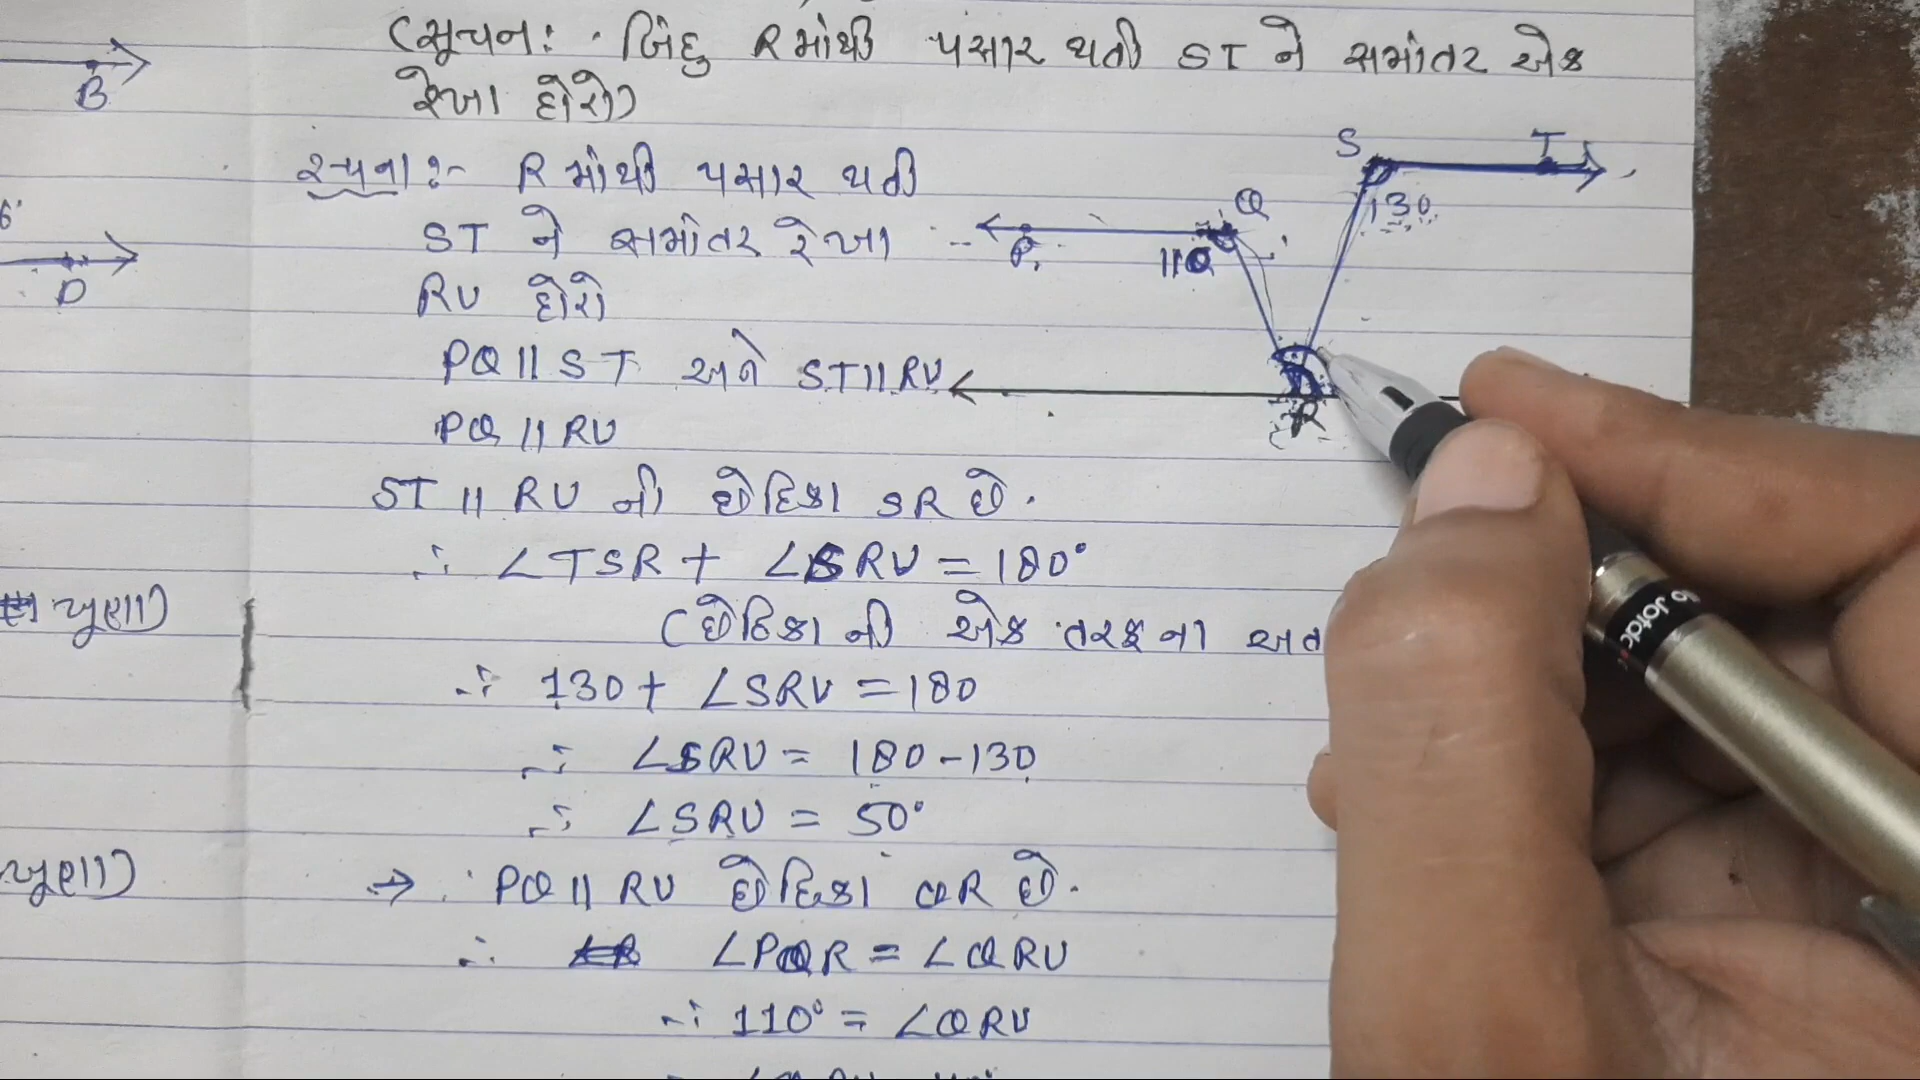 (સૂચન: બિંદુ R માંથી પસાર થતી ST ને સમાંતર એક
રેખા દોરો)
B
રચના :- R માંથી પસાર થતી
S T
Q
130
ST ને સમાંતર રેખા
P
110
D
RU દોરો
PQ || ST અને ST || RU
R
PQ || RU
ST || RU ની છેદિકા SR છે.
∴ ∠TSR + ∠SRU = 180°
ખૂણા)
(છેદિકા ની એક તરફના અત
∴ 130 + ∠SRU = 180
∴ ∠SRU = 180 - 130
∴ ∠SRU = 50°
ખૂણા)
→ PQ || RU છેદિકા QR છે.
∴ ∠PQR = ∠QRU
∴ 110° = ∠QRU